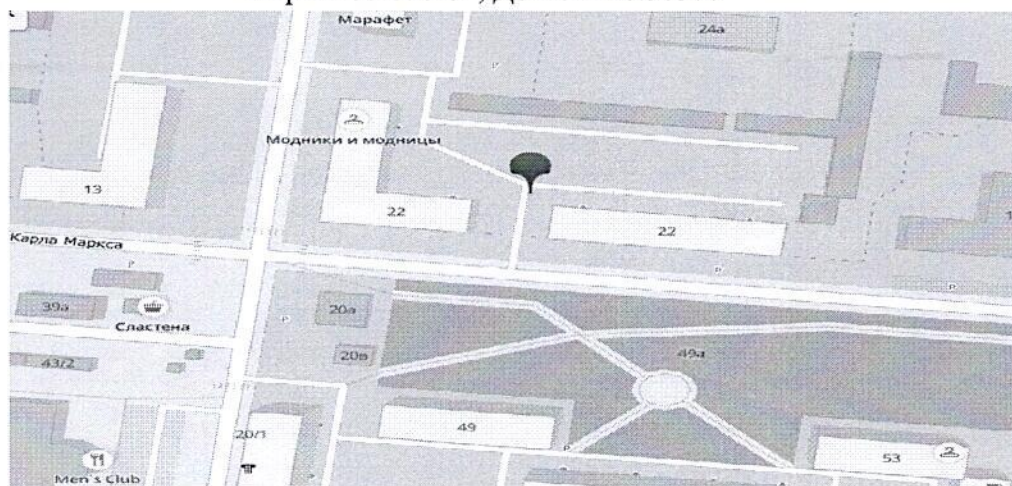 Марафет
24а
Р
Модники и модницы
13
22
22
Карла Маркса
Р
Р
Р
39а
20а
Р
Сластена
20в
49а
43/2
49
20/1
Р
53
Men's Club